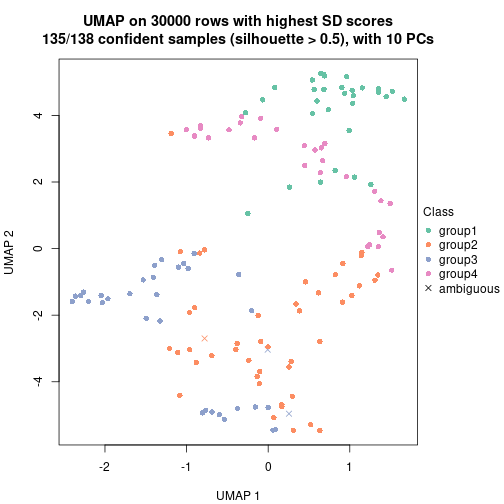 UMAP on 30000 rows with highest SD scores
135/138 confident samples (silhouette > 0.5), with 10 PCs
4
2
0
-2
-4
UMAP 2
-2
-1
0
1
UMAP 1
Class
group1
group2
group3
group4
ambiguous